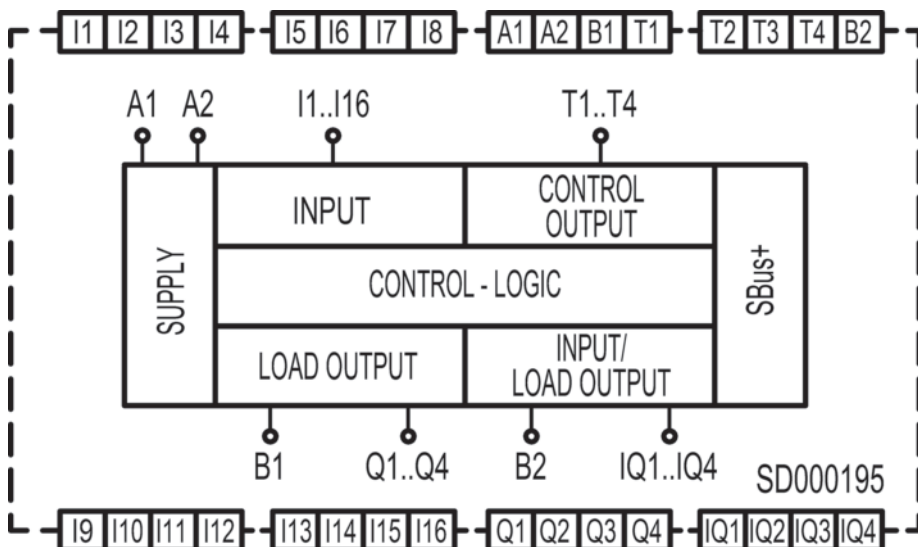 I1 I2 I3 I4 I5 I6 I7 I8 A1 A2 B1 T1 T2 T3 T4 B2
A1 A2 I1..I16 T1..T4
SUPPLY
INPUT
CONTROL
OUTPUT
CONTROL - LOGIC
SBus+
LOAD OUTPUT
INPUT/
LOAD OUTPUT
B1 Q1..Q4 B2 IQ1..IQ4
SD000195
I9 I10 I11 I12 I13 I14 I15 I16 Q1 Q2 Q3 Q4 IQ1 IQ2 IQ3 IQ4